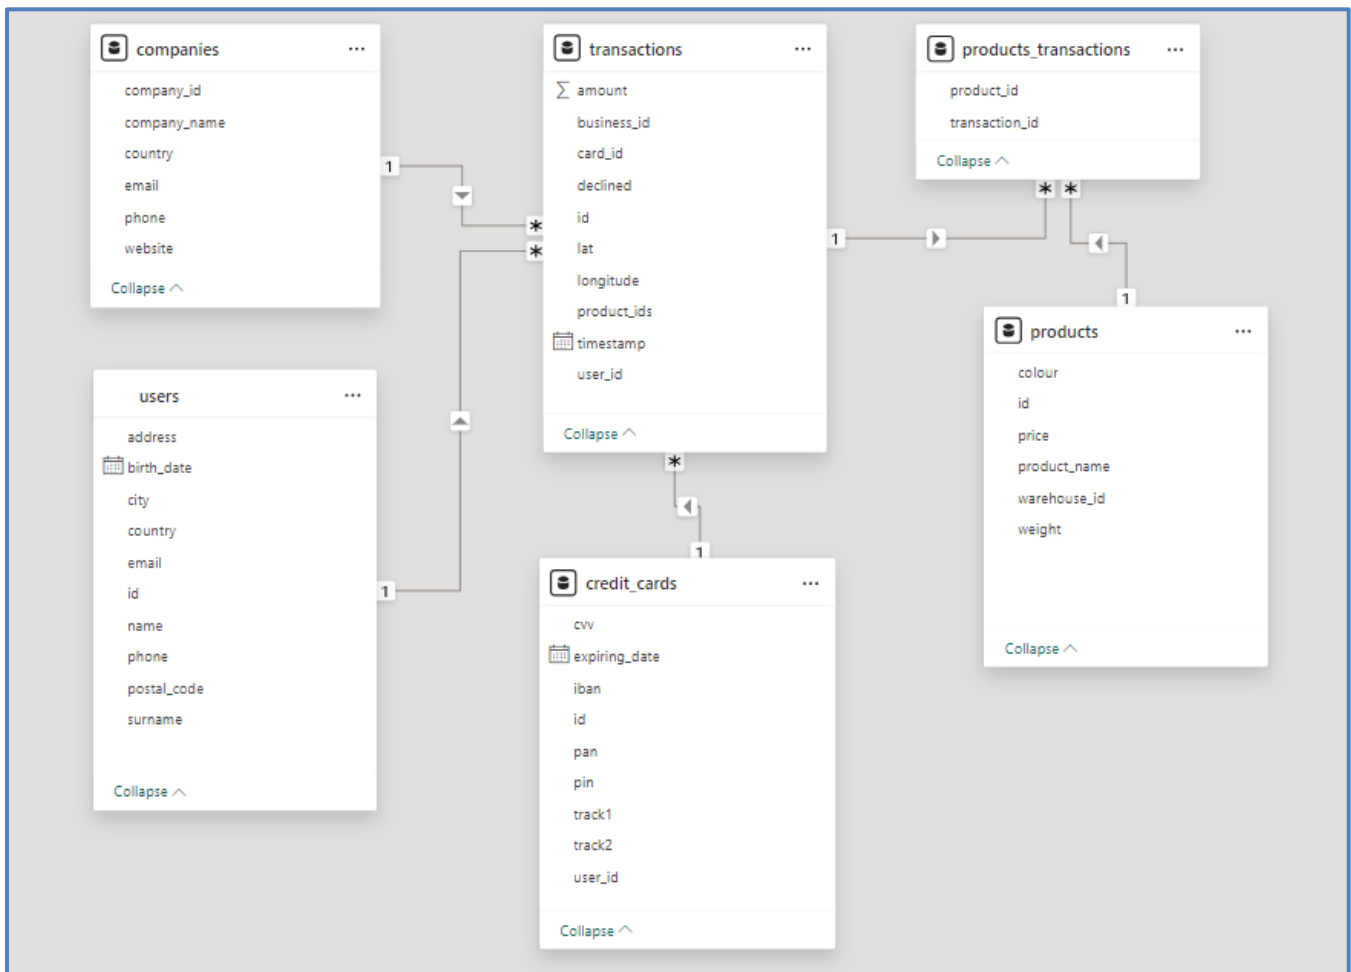 companies ...
company_id
company_name
country
email
phone
website
Collapse
1
*
transactions ...
Σ amount
business_id
card_id
declined
id
lat
longitude
product_ids
timestamp
user_id
Collapse
*
1
*
products_transactions ...
product_id
transaction_id
Collapse
* *
1
1
products ...
colour
id
price
product_name
warehouse_id
weight
Collapse
users ...
address
birth_date
city
country
email
id
name
phone
postal_code
surname
Collapse
1
credit_cards ...
cvv
expiring_date
iban
id
pan
pin
track1
track2
user_id
Collapse